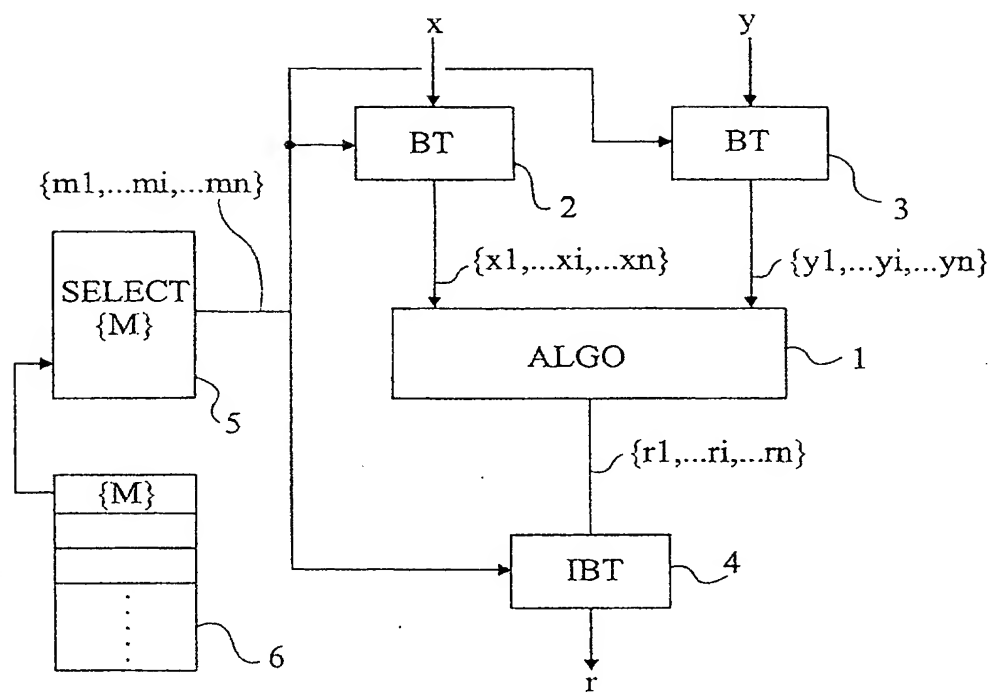 x
y
BT
BT
{m1,...mi,...mn}
2
3
{x1,...xi,...xn}
{y1,...yi,...yn}
SELECT
{M}
ALGO
1
5
{r1,...ri,...rn}
{M}
IBT
4
6
r